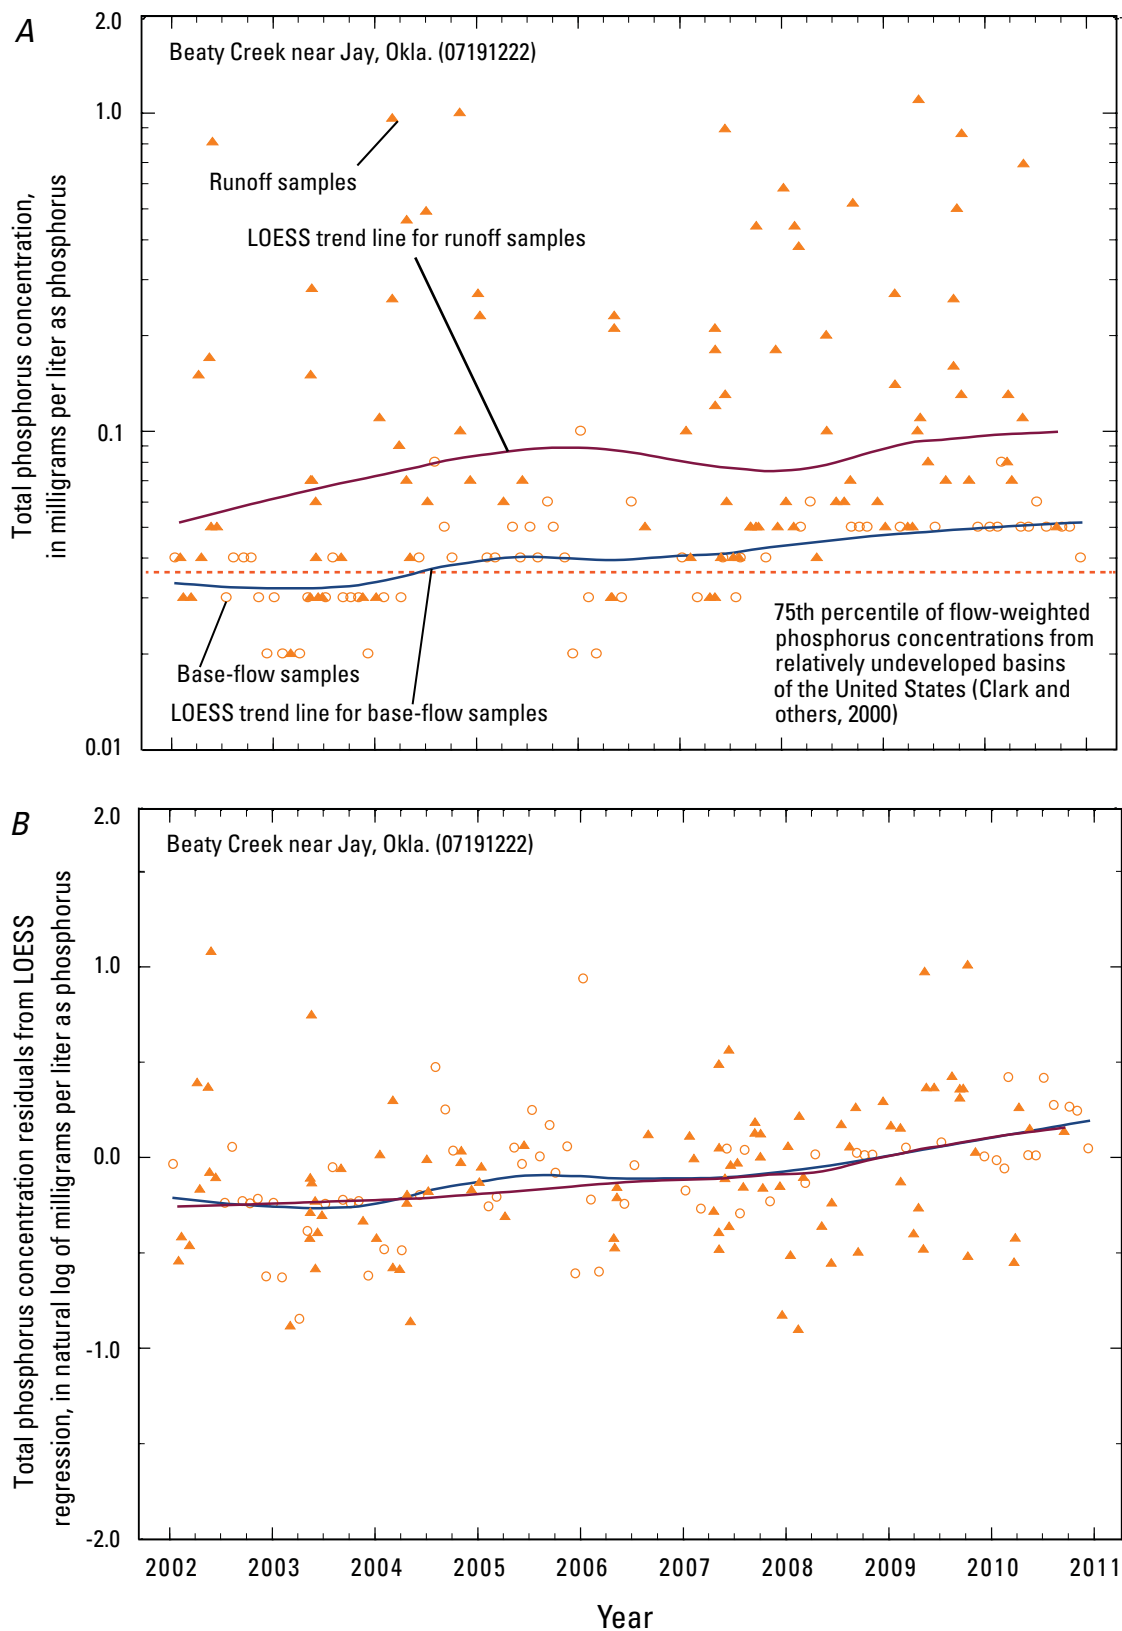 A
Total phosphorus concentration,
in milligrams per liter as phosphorus
2.0
1.0
0.1
0.01
Beaty Creek near Jay, Okla. (07191222)
Runoff samples
LOESS trend line for runoff samples
Base-flow samples
LOESS trend line for base-flow samples
75th percentile of flow-weighted
phosphorus concentrations from
relatively undeveloped basins
of the United States (Clark and
others, 2000)
B
Total phosphorus concentration residuals from LOESS
regression, in natural log of milligrams per liter as phosphorus
2.0
1.0
0.0
-1.0
-2.0
Beaty Creek near Jay, Okla. (07191222)
2002 2003 2004 2005 2006 2007 2008 2009 2010 2011
Year